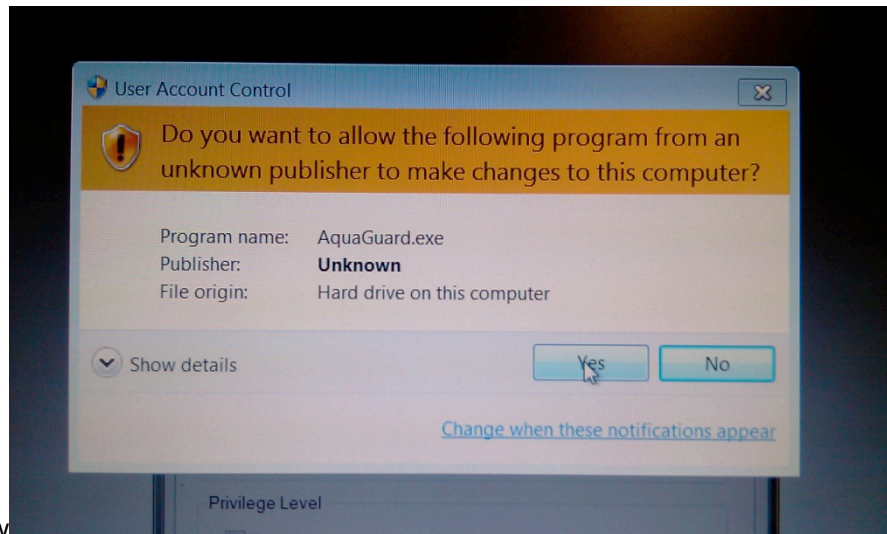 User Account Control
Do you want to allow the following program from an
unknown publisher to make changes to this computer?
Program name: AquaGuard.exe
Publisher: Unknown
File origin: Hard drive on this computer
Show details
Yes No
Change when these notifications appear
Privilege Level